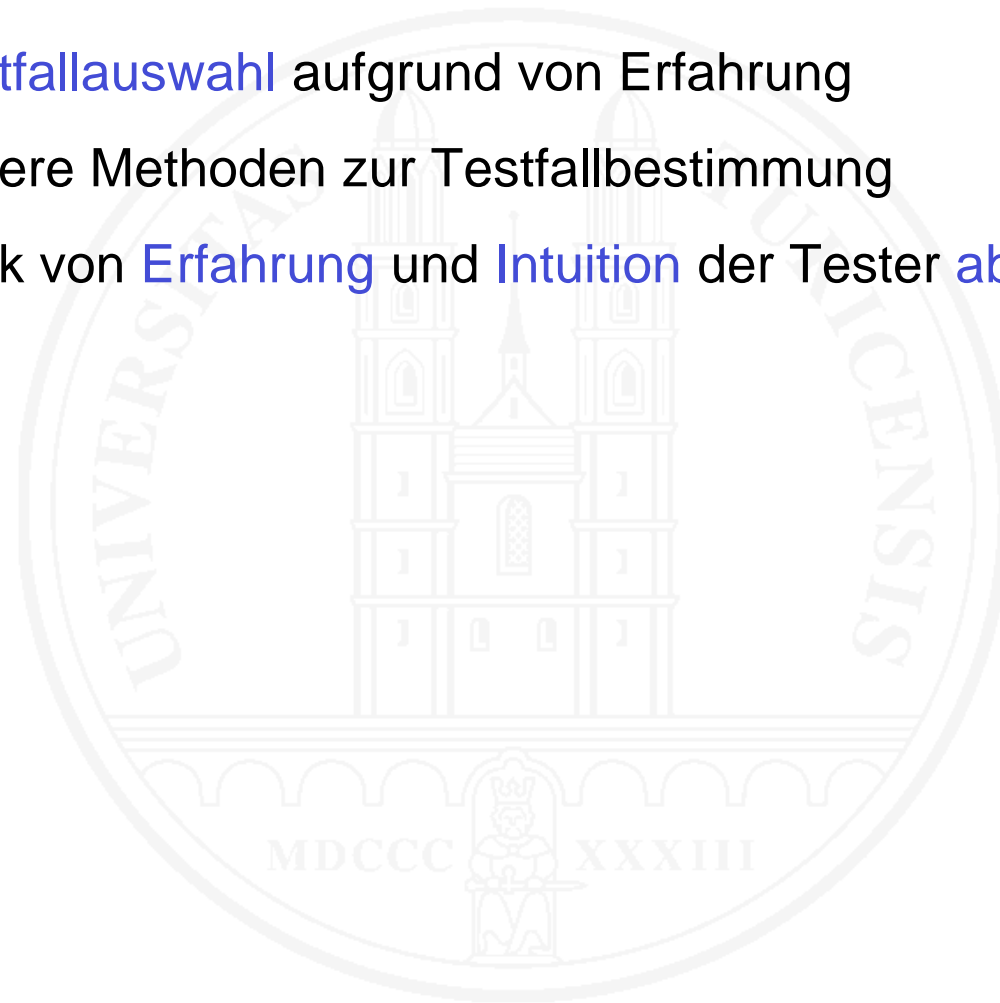 tfallauswahl aufgrund von Erfahrung
ere Methoden zur Testfallbestimmung
k von Erfahrung und Intuition der Tester ab
UNIVERSITAS TURICENSIS
MDCCC XXXIII